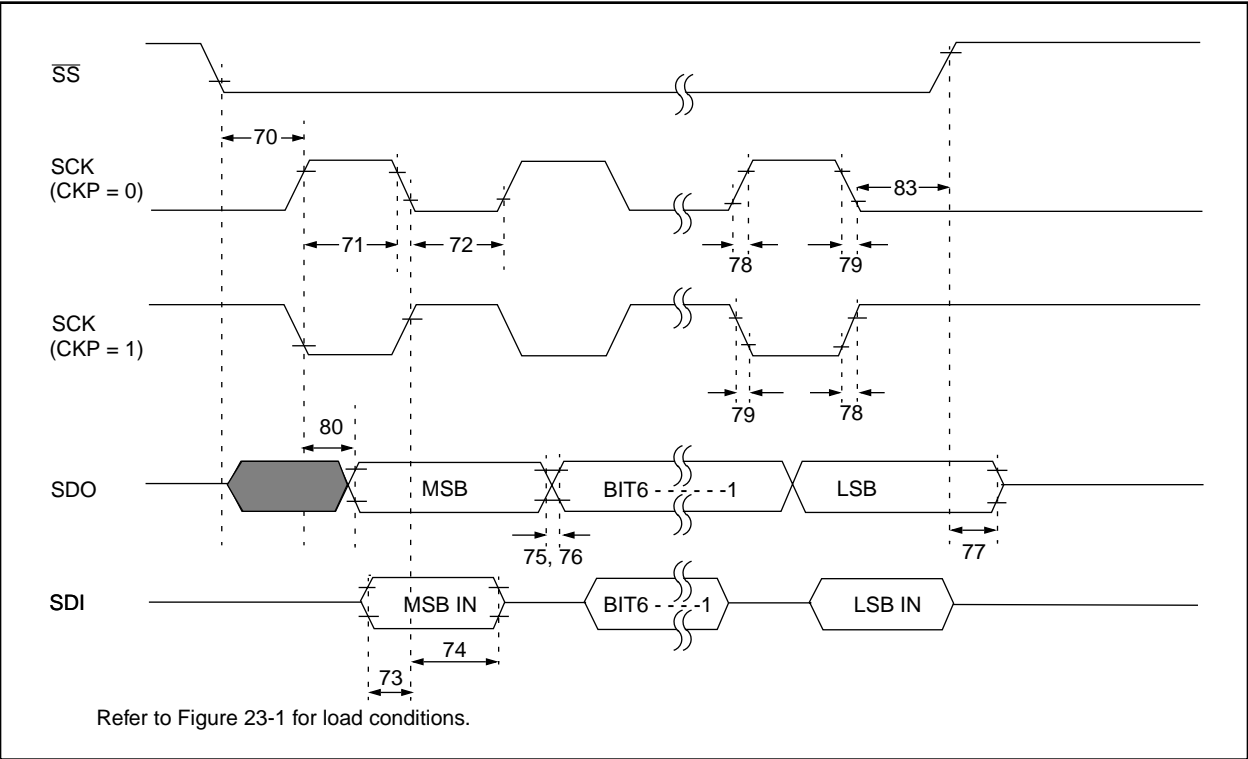 SS
70
SCK
(CKP = 0)
83
71
72
78
79
SCK
(CKP = 1)
79
78
80
SDO
MSB
BIT6 - - - - - -1
LSB
75, 76
77
SDI
MSB IN
BIT6 - - - -1
LSB IN
74
73
Refer to Figure 23-1 for load conditions.